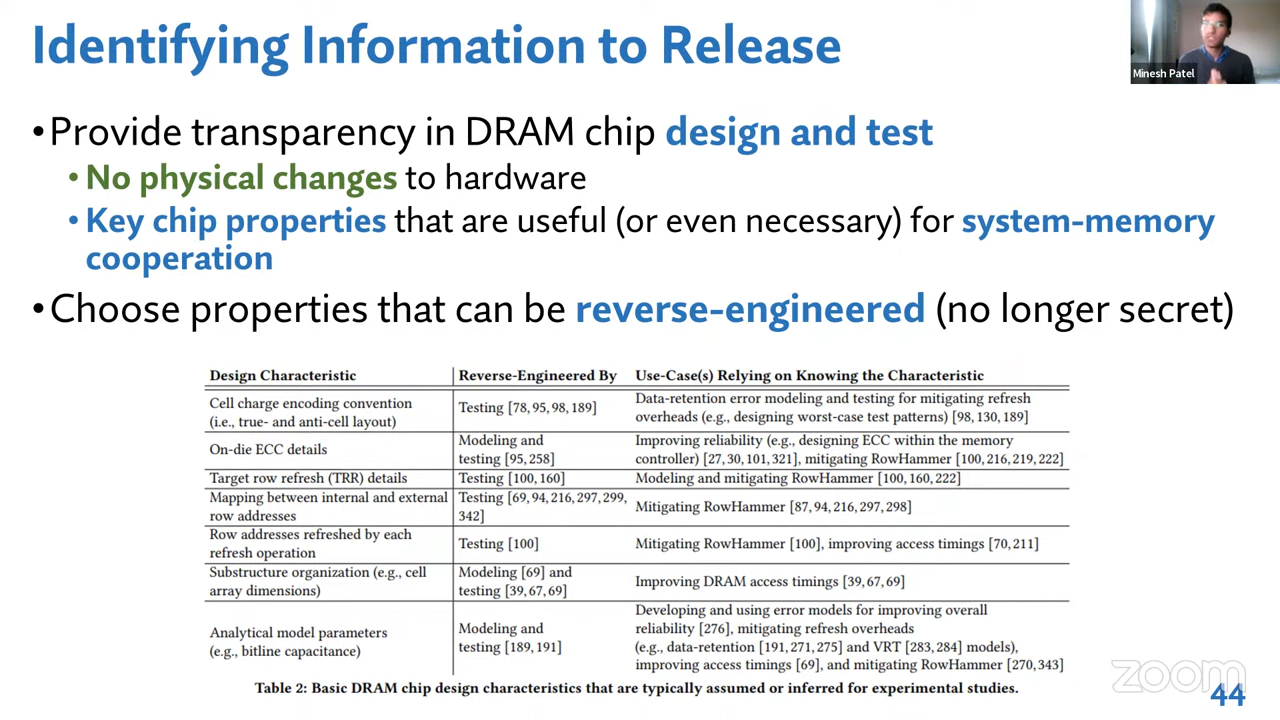 Identifying Information to Release
Minesh Patel
•Provide transparency in DRAM chip design and test
• No physical changes to hardware
• Key chip properties that are useful (or even necessary) for system-memory
cooperation
•Choose properties that can be reverse-engineered (no longer secret)
Design Characteristic Reverse-Engineered By Use-Case(s) Relying on Knowing the Characteristic
Cell charge encoding convention
(i.e., true- and anti-cell layout)
Testing [78, 95, 98, 189]
Data-retention error modeling and testing for mitigating refresh
overheads (e.g., designing worst-case test patterns) [98, 130, 189]
On-die ECC details
Modeling and
testing [95, 258]
Improving reliability (e.g., designing ECC within the memory
controller) [27, 30, 101, 321], mitigating RowHammer [100, 216, 219, 222]
Target row refresh (TRR) details
Testing [100, 160]
Modeling and mitigating RowHammer [100, 160, 222]
Mapping between internal and external
row addresses
Testing [69, 94, 216, 297, 299,
342]
Mitigating RowHammer [87, 94, 216, 297, 298]
Row addresses refreshed by each
refresh operation
Testing [100]
Mitigating RowHammer [100], improving access timings [70, 211]
Substructure organization (e.g., cell
array dimensions)
Modeling [69] and
testing [39, 67, 69]
Improving DRAM access timings [39, 67, 69]
Analytical model parameters
(e.g., bitline capacitance)
Modeling and
testing [189, 191]
Developing and using error models for improving overall
reliability [276], mitigating refresh overheads
(e.g., data-retention [191, 271, 275] and VRT [283, 284] models),
improving access timings [69], and mitigating RowHammer [270, 343]
Table 2: Basic DRAM chip design characteristics that are typically assumed or inferred for experimental studies.
zoom
44